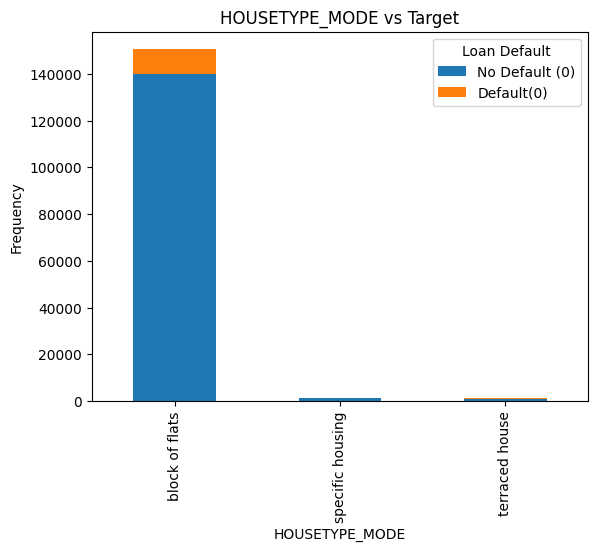 HOUSETYPE_MODE vs Target
Loan Default
No Default (0)
Default(0)
Frequency
140000
120000
100000
80000
60000
40000
20000
0
block of flats
specific housing
terraced house
HOUSETYPE_MODE